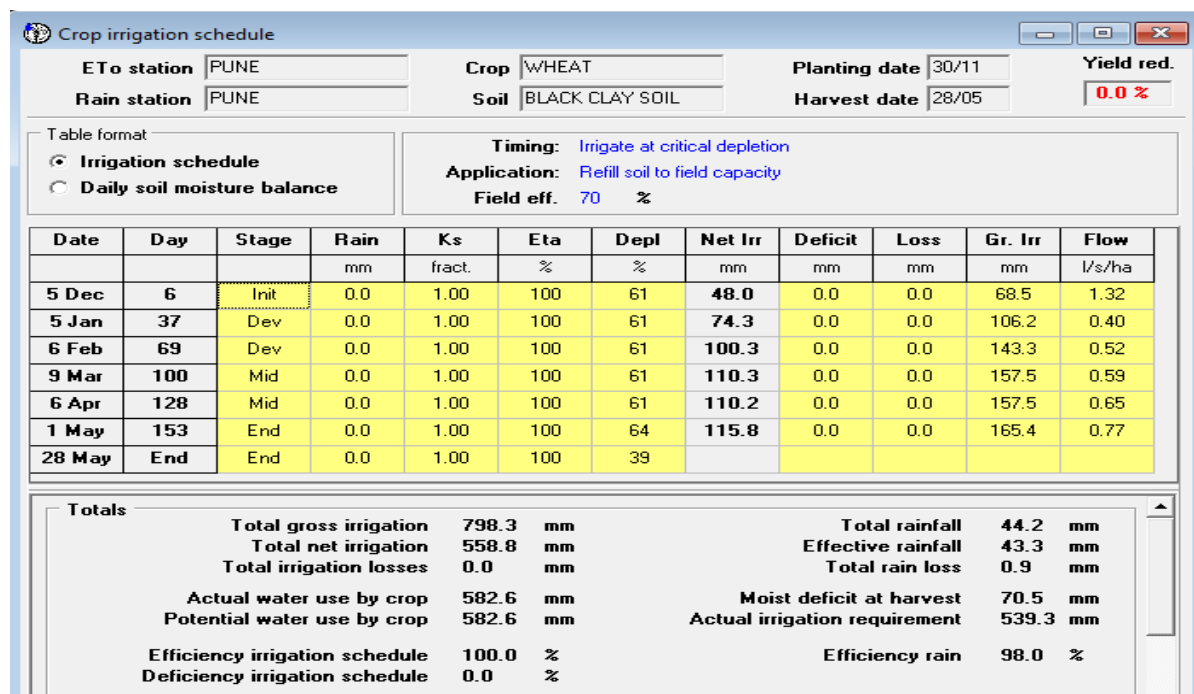 Crop irrigation schedule
ETo station PUNE Crop WHEAT Planting date 30/11 Yield red.
Rain station PUNE Soil BLACK CLAY SOIL Harvest date 28/05 0.0 %
Table format
Irrigation schedule
Daily soil moisture balance
Timing: Irrigate at critical depletion
Application: Refill soil to field capacity
Field eff. 70 %
Date Day Stage Rain Ks Eta Depl Net Irr Deficit Loss Gr. Irr Flow
mm fract. % % mm mm mm mm l/s/ha
5 Dec 6 Init 0.0 1.00 100 61 48.0 0.0 0.0 68.5 1.32
5 Jan 37 Dev 0.0 1.00 100 61 74.3 0.0 0.0 106.2 0.40
6 Feb 69 Dev 0.0 1.00 100 61 100.3 0.0 0.0 143.3 0.52
9 Mar 100 Mid 0.0 1.00 100 61 110.3 0.0 0.0 157.5 0.59
6 Apr 128 Mid 0.0 1.00 100 61 110.2 0.0 0.0 157.5 0.65
1 May 153 End 0.0 1.00 100 64 115.8 0.0 0.0 165.4 0.77
28 May End End 0.0 1.00 100 39
Totals
Total gross irrigation 798.3 mm Total rainfall 44.2 mm
Total net irrigation 558.8 mm Effective rainfall 43.3 mm
Total irrigation losses 0.0 mm Total rain loss 0.9 mm
Actual water use by crop 582.6 mm Moist deficit at harvest 70.5 mm
Potential water use by crop 582.6 mm Actual irrigation requirement 539.3 mm
Efficiency irrigation schedule 100.0 % Efficiency rain 98.0 %
Deficiency irrigation schedule 0.0 %